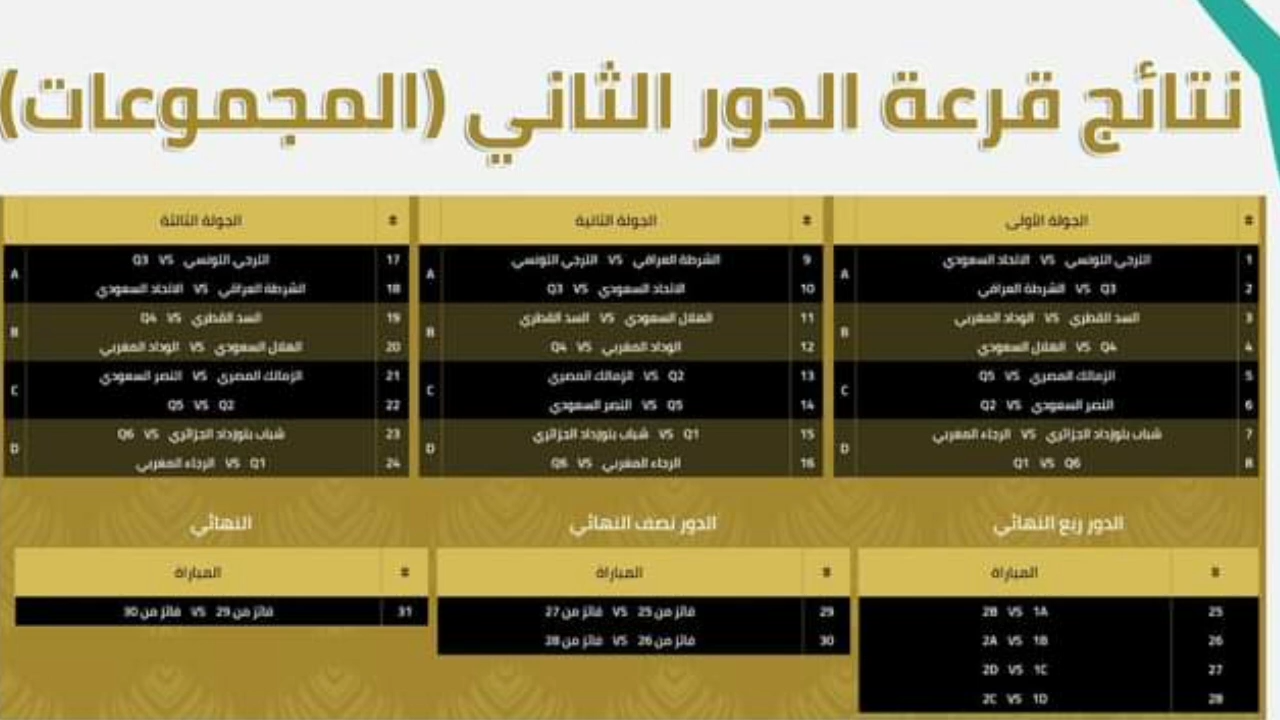 نتائج قرعة الدور الثاني (المجموعات)
# الجولة الأولى
A
1 الترجي التونسي VS الاتحاد السعودي
2 Q3 VS الشرطة العراقي
B
3 السد القطري VS الوداد المغربي
4 Q4 VS الهلال السعودي
C
5 الزمالك المصري VS Q5
6 النصر السعودي VS Q2
D
7 شباب بلوزداد الجزائري VS الرجاء المغربي
8 Q1 VS Q6
# الجولة الثانية
A
9 الشرطة العراقي VS الترجي التونسي
10 الاتحاد السعودي VS Q3
B
11 الهلال السعودي VS السد القطري
12 الوداد المغربي VS Q4
C
13 الزمالك المصري VS Q2
14 النصر السعودي VS Q5
D
15 شباب بلوزداد الجزائري VS Q1
16 الرجاء المغربي VS Q6
# الجولة الثالثة
A
17 الترجي التونسي VS Q3
18 الشرطة العراقي VS الاتحاد السعودي
B
19 السد القطري VS Q4
20 الهلال السعودي VS الوداد المغربي
C
21 الزمالك المصري VS النصر السعودي
22 Q5 VS Q2
D
23 شباب بلوزداد الجزائري VS Q6
24 الرجاء المغربي VS Q1
الدور ربع النهائي
# المباراة
25 2B VS 1A
26 2A VS 1B
27 2D VS 1C
28 2C VS 1D
الدور نصف النهائي
# المباراة
29 فائز من 25 VS فائز من 27
30 فائز من 26 VS فائز من 28
النهائي
# المباراة
31 فائز من 29 VS فائز من 30